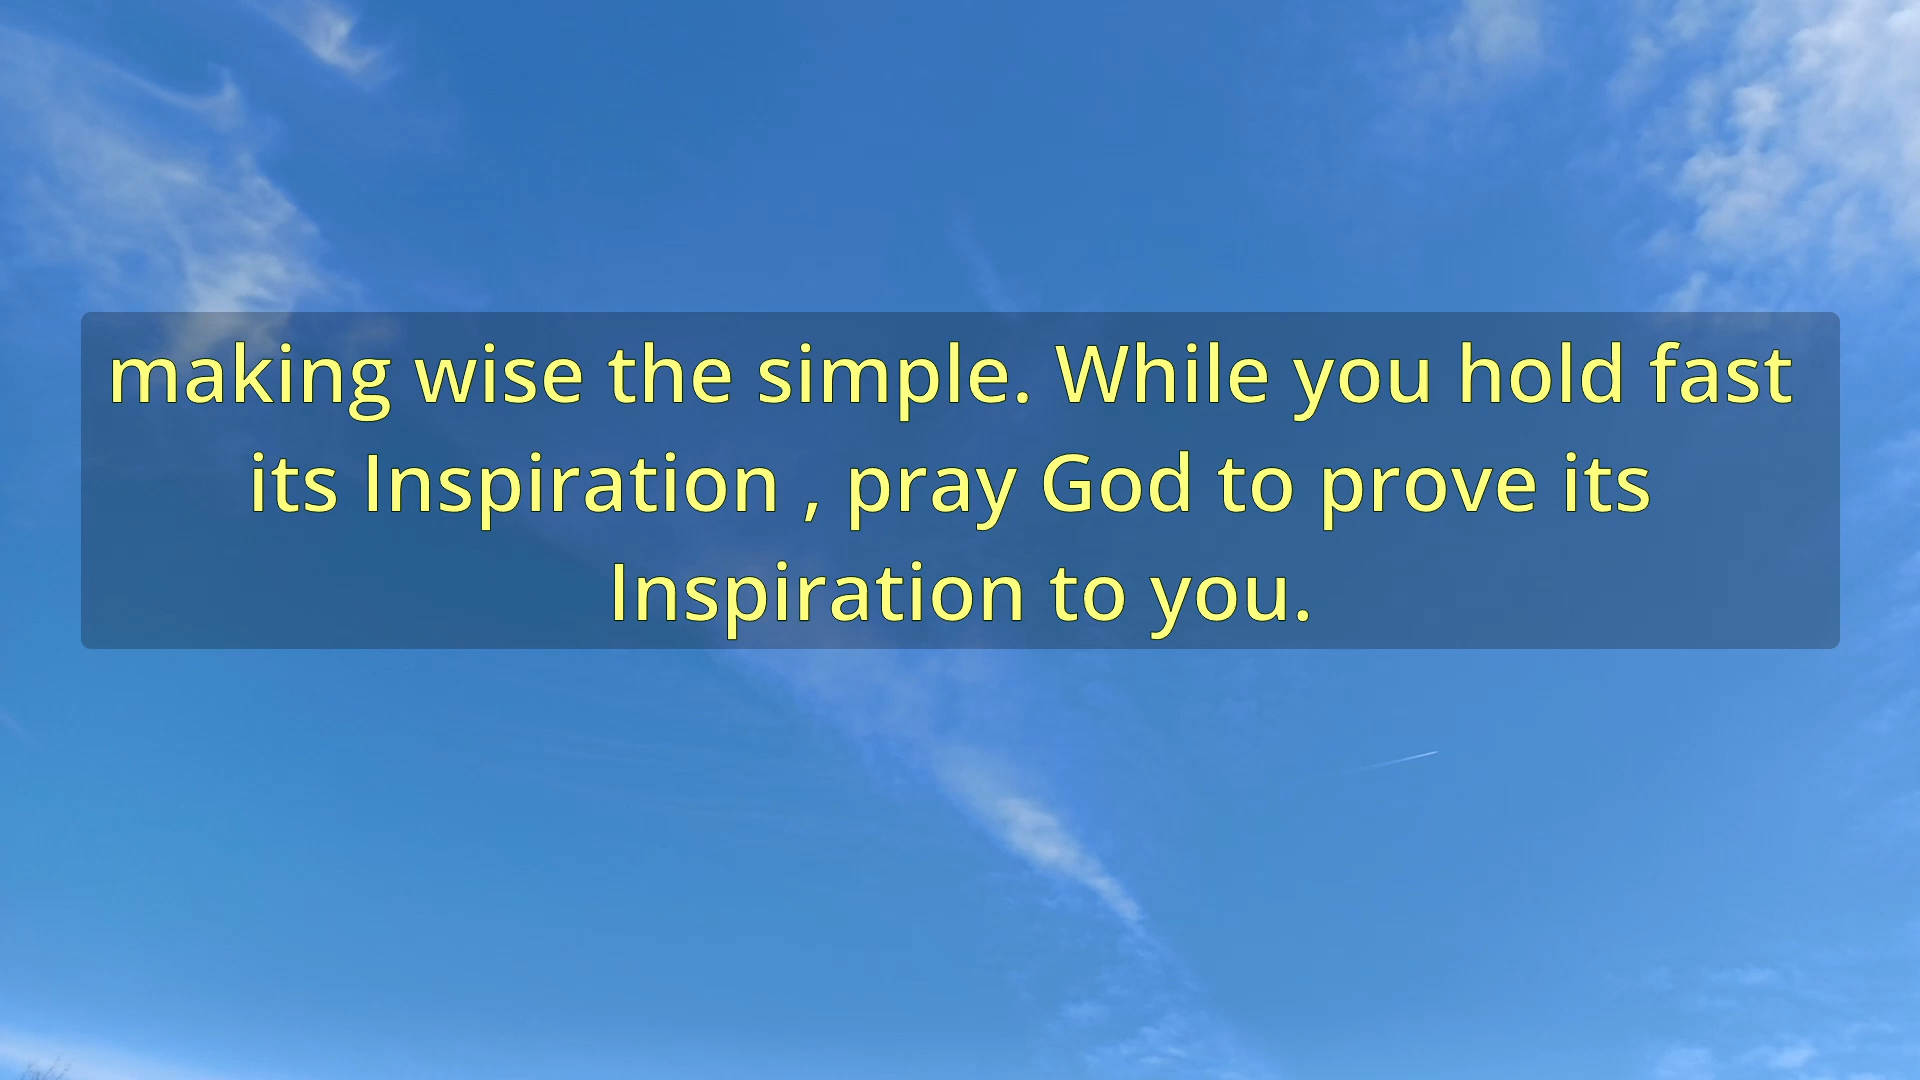 making wise the simple. While you hold fast
its Inspiration , pray God to prove its
Inspiration to you.